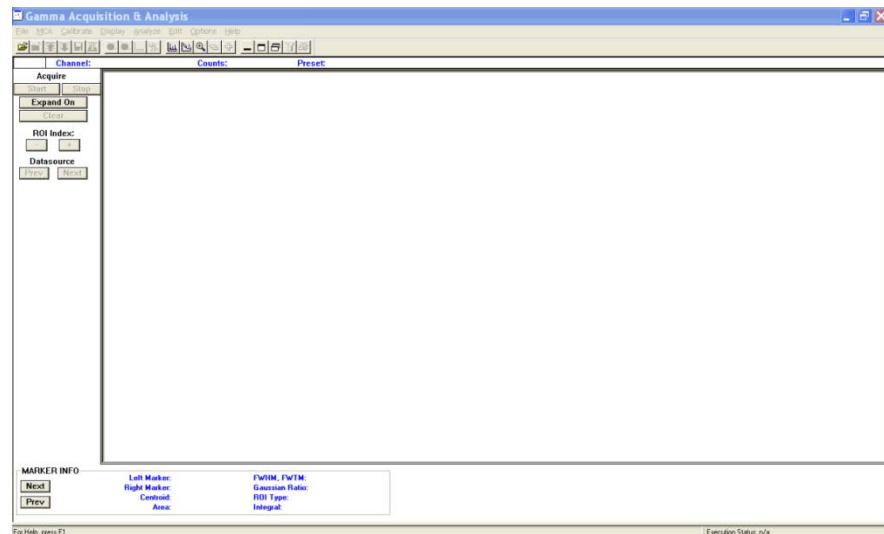 Gamma Acquisition & Analysis
File MCA Calibrate Display Analyze Edit Options Help
Channel: Counts: Preset:
Acquire
Start Stop
Expand On
Clear
ROI Index:
- +
Datasource
Prev Next
MARKER INFO
Next
Prev
Left Marker: FWHM, FWTM:
Right Marker: Gaussian Ratio:
Centroid: ROI Type:
Area: Integral:
For Help, press F1 Execution Status: n/a